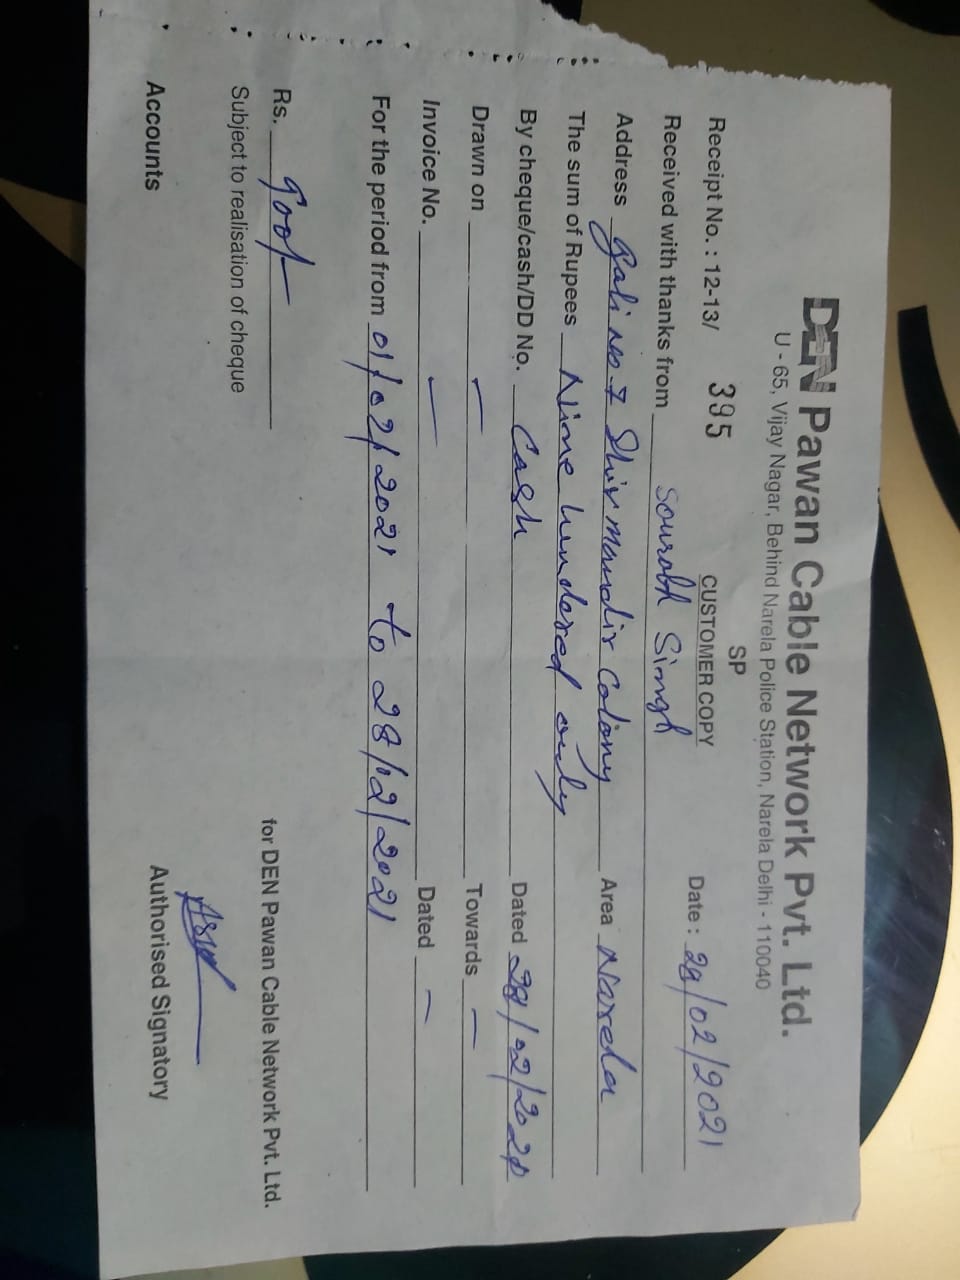 DEN Pawan Cable Network Pvt. Ltd.
U - 65, Vijay Nagar, Behind Narela Police Station, Narela Delhi - 110040
SP
Receipt No. : 12-13/ 395 CUSTOMER COPY Date : 28/02/2021
Received with thanks from Sourabh Singh
Address gali no 7 Shiv Mandir Colony Area Narela
The sum of Rupees Nine hundered only
By cheque/cash/DD No. Cash Dated 28/02/2021
Drawn on — Towards —
Invoice No. — Dated —
For the period from 01/02/2021 to 28/12/2021
Rs. 900/-
for DEN Pawan Cable Network Pvt. Ltd.
Subject to realisation of cheque
Accounts Authorised Signatory